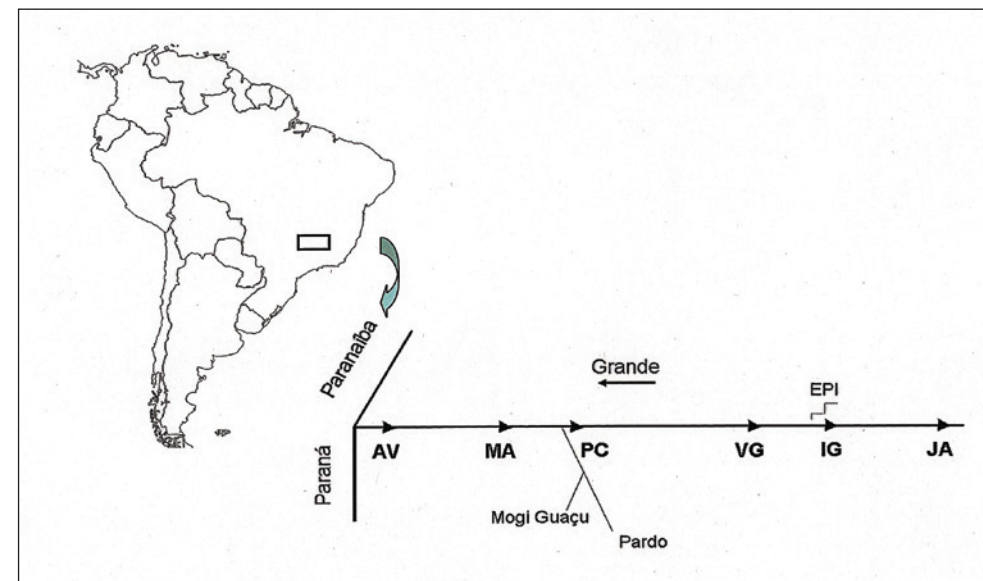 Paranaíba
Grande
EPI
AV
MA
PC
VG
IG
JA
Paraná
Mogi Guaçu
Pardo